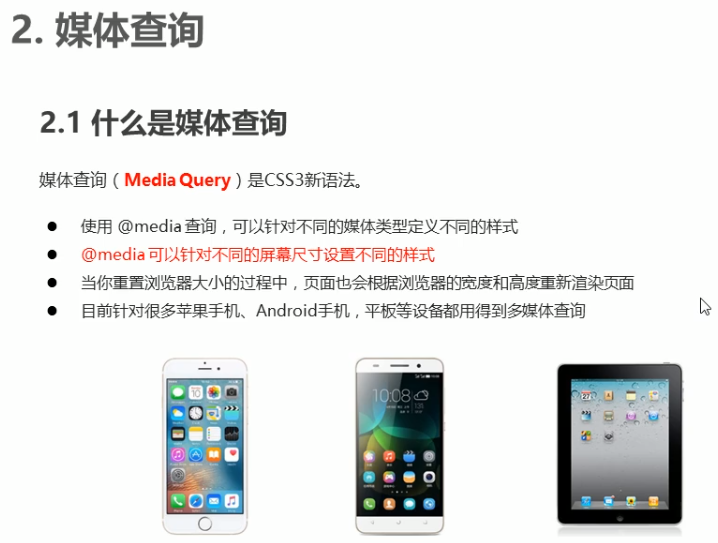 2. 媒体查询
2.1 什么是媒体查询
媒体查询（Media Query）是CSS3新语法。
● 使用 @media 查询，可以针对不同的媒体类型定义不同的样式
● @media 可以针对不同的屏幕尺寸设置不同的样式
● 当你重置浏览器大小的过程中，页面也会根据浏览器的宽度和高度重新渲染页面
● 目前针对很多苹果手机、Android手机，平板等设备都用得到多媒体查询
10:08